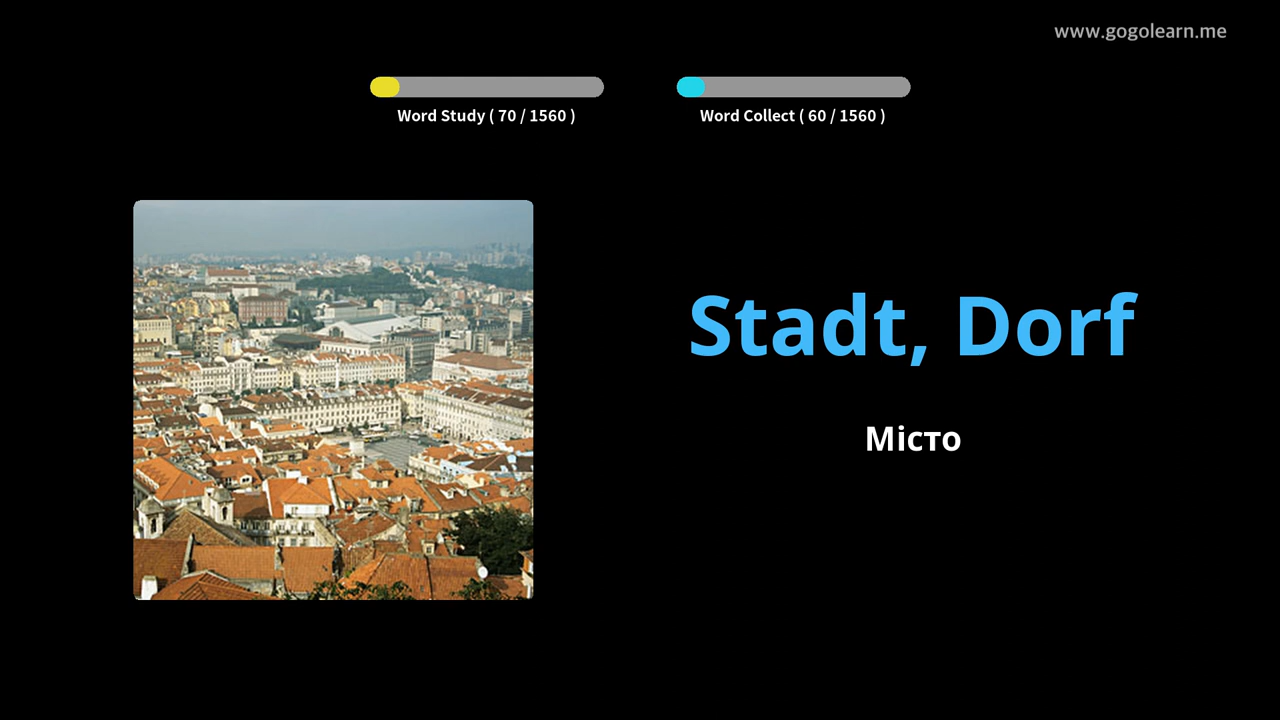 www.gogolearn.me
Word Study ( 70 / 1560 )
Word Collect ( 60 / 1560 )
Stadt, Dorf
Місто